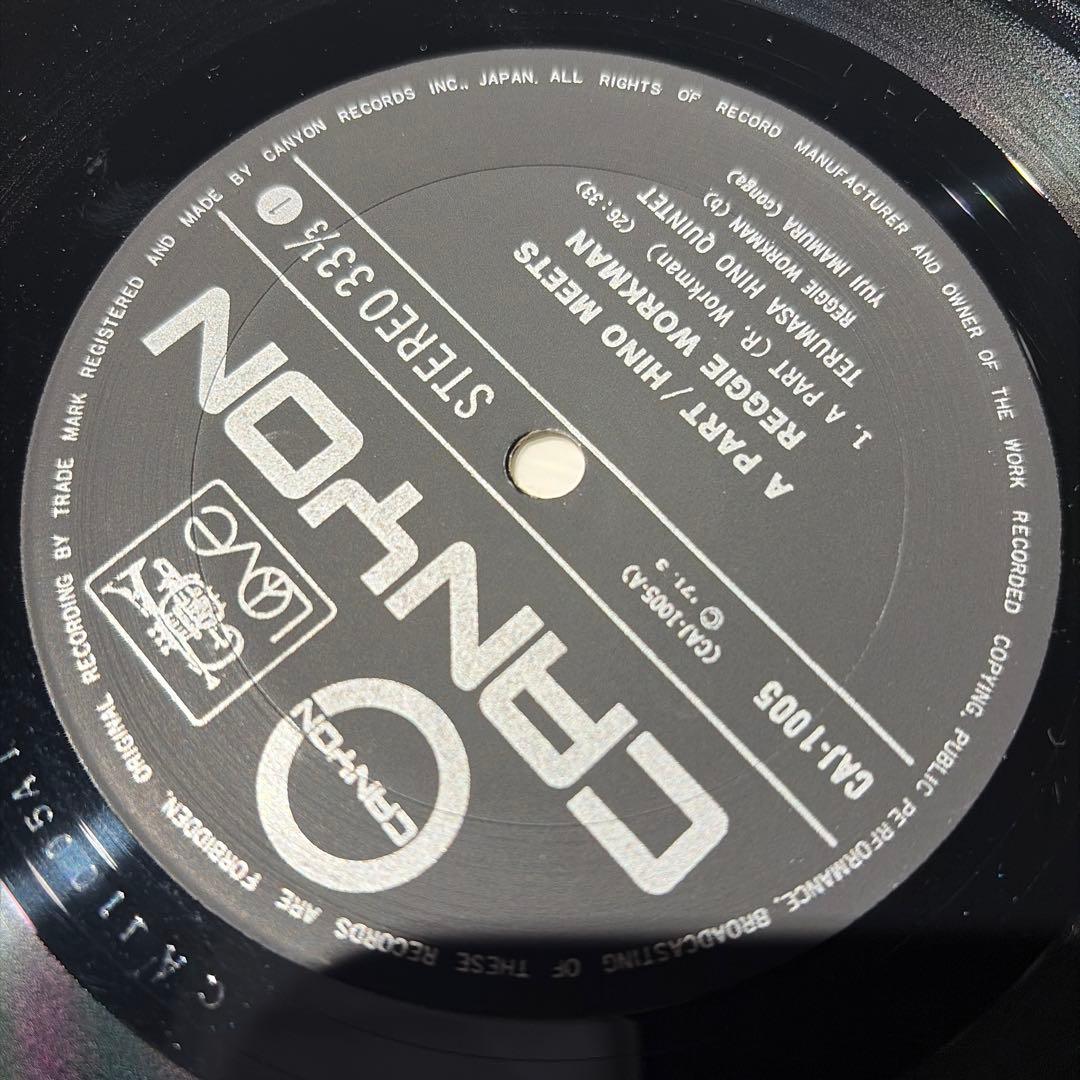 CANYON
CANYON
LOVE
STEREO 33⅓ 1
CAJ-1005
(CAJ-1005-A)
Ⓟ '71. 3
A PART / HINO MEETS
REGGIE WORKMAN
1. A PART (R. Workman) (26:33)
TERUMASA HINO QUINTET
REGGIE WORKMAN (b)
YUJI IMAMURA (conga)
ORIGINAL RECORDING BY TRADE MARK REGISTERED AND MADE BY CANYON RECORDS INC., JAPAN, ALL RIGHTS OF RECORD MANUFACTURER AND OWNER OF THE WORK RECORDED COPYING, PUBLIC PERFORMANCE, BROADCASTING OF THESE RECORDS ARE FORBIDDEN.